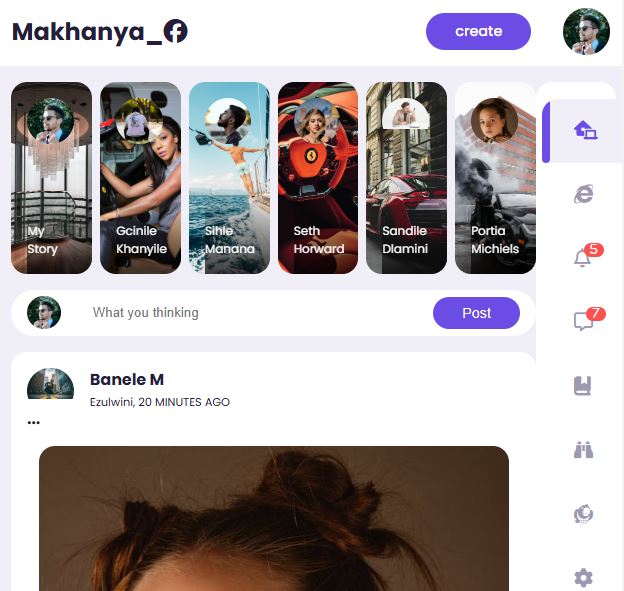 Makhanya_
create
My
Story
Gcinile
Khanyile
Sihle
Manana
Seth
Horward
Sandile
Dlamini
Portia
Michiels
5
7
What you thinking
Post
Banele M
Ezulwini, 20 MINUTES AGO
...